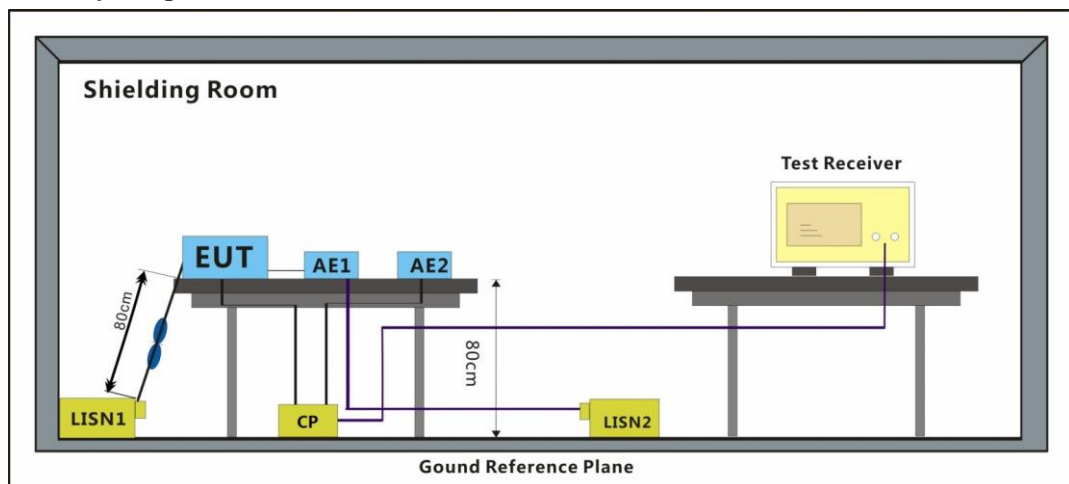 Shielding Room
Test Receiver
EUT
AE1
AE2
80cm
80cm
LISN1
CP
LISN2
Gound Reference Plane